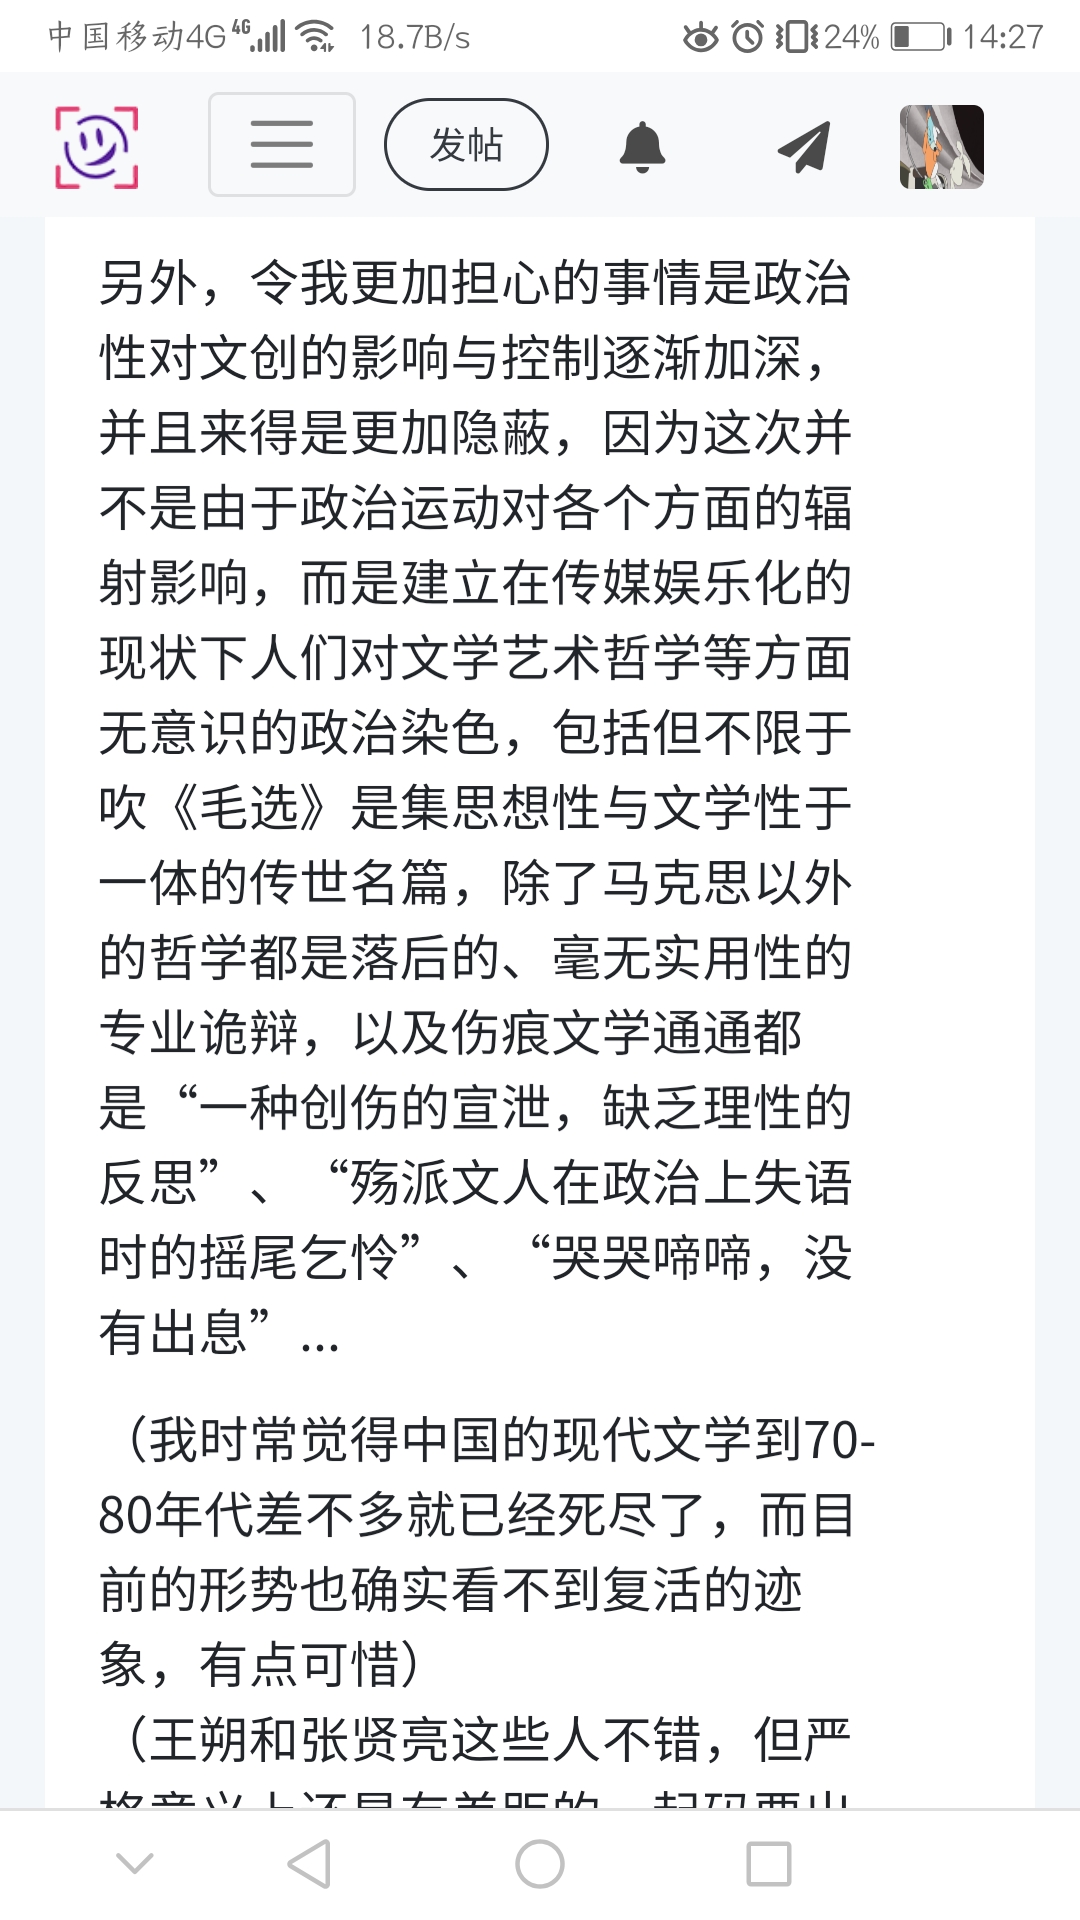 中国移动4G 4G 18.7B/s 24% 14:27
发帖
另外，令我更加担心的事情是政治
性对文创的影响与控制逐渐加深，
并且来得是更加隐蔽，因为这次并
不是由于政治运动对各个方面的辐
射影响，而是建立在传媒娱乐化的
现状下人们对文学艺术哲学等方面
无意识的政治染色，包括但不限于
吹《毛选》是集思想性与文学性于
一体的传世名篇，除了马克思以外
的哲学都是落后的、毫无实用性的
专业诡辩，以及伤痕文学通通都
是“一种创伤的宣泄，缺乏理性的
反思”、“殇派文人在政治上失语
时的摇尾乞怜”、“哭哭啼啼，没
有出息”...
（我时常觉得中国的现代文学到70-
80年代差不多就已经死尽了，而目
前的形势也确实看不到复活的迹
象，有点可惜）
（王朔和张贤亮这些人不错，但严